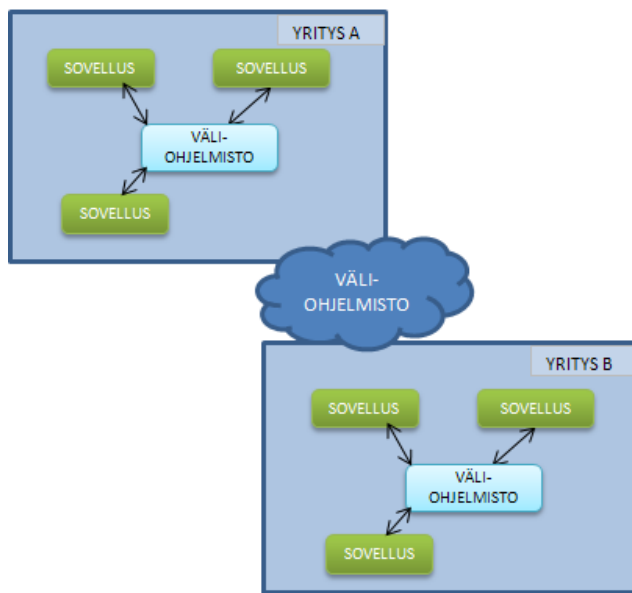 YRITYS A
SOVELLUS
SOVELLUS
VÄLI-
OHJELMISTO
SOVELLUS
VÄLI-
OHJELMISTO
YRITYS B
SOVELLUS
SOVELLUS
VÄLI-
OHJELMISTO
SOVELLUS